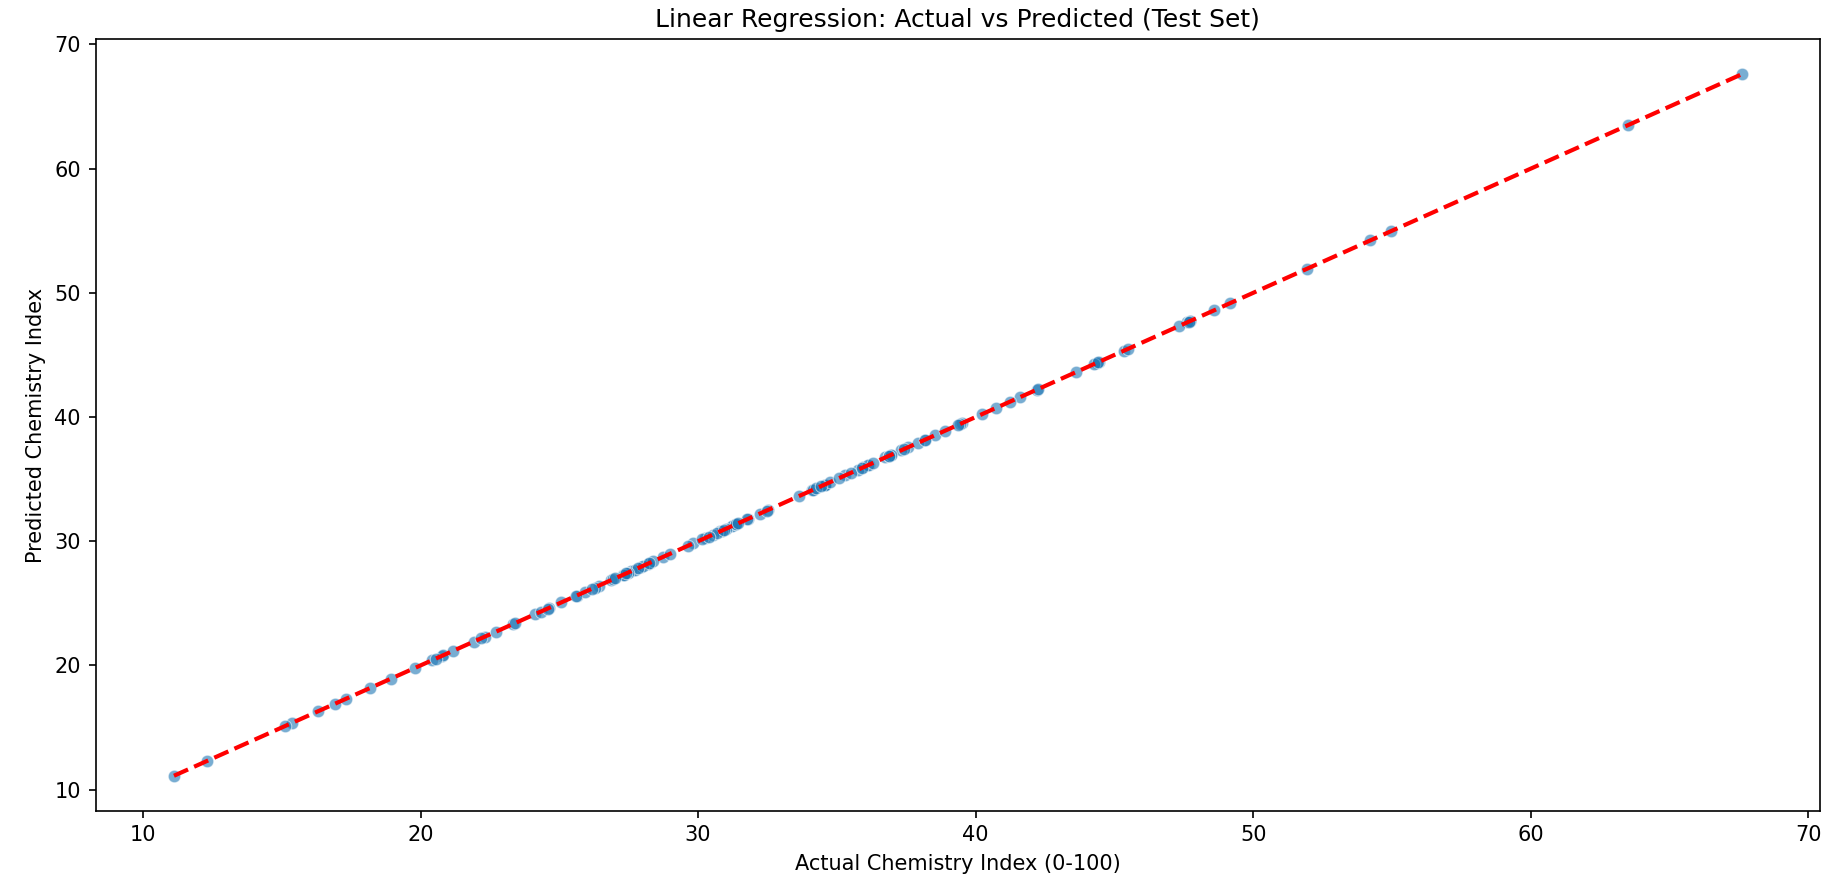 Linear Regression: Actual vs Predicted (Test Set)
70
60
50
40
30
20
10
Predicted Chemistry Index
10 20 30 40 50 60 70
Actual Chemistry Index (0-100)